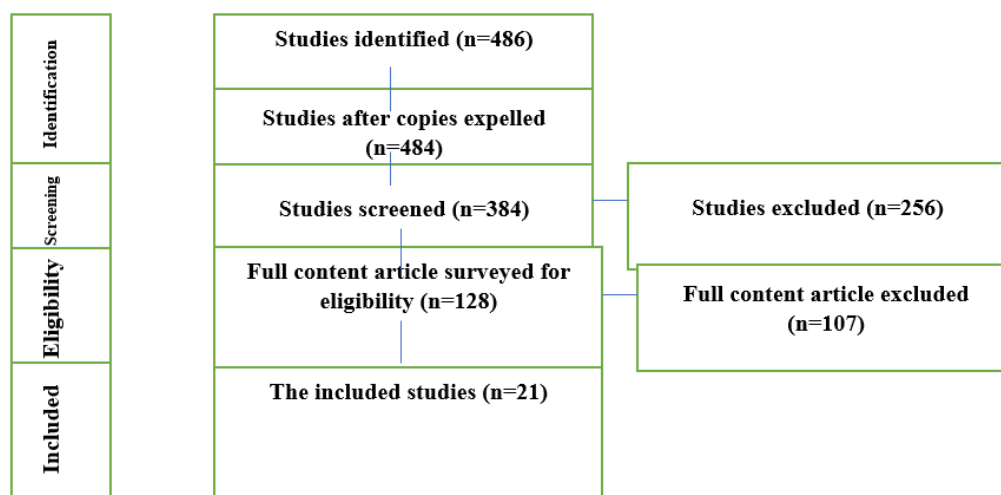 Identification
Studies identified (n=486)
Studies after copies expelled
(n=484)
Screening
Studies screened (n=384)
Studies excluded (n=256)
Eligibility
Full content article surveyed for
eligibility (n=128)
Full content article excluded
(n=107)
Included
The included studies (n=21)